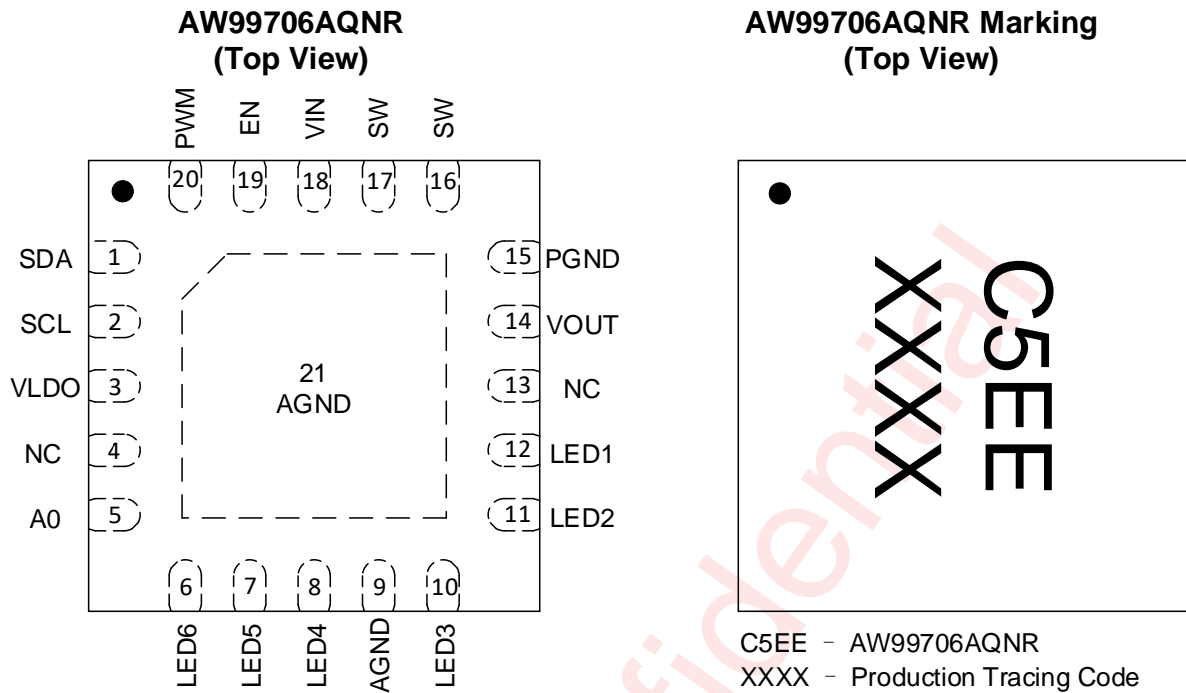 AW99706AQNR
(Top View)
PWM
EN
VIN
SW
SW
20
19
18
17
16
SDA
1
SCL
2
VLDO
3
NC
4
A0
5
21
AGND
15
PGND
14
VOUT
13
NC
12
LED1
11
LED2
6
7
8
9
10
LED6
LED5
LED4
AGND
LED3
AW99706AQNR Marking
(Top View)
C5EE
XXXX
C5EE – AW99706AQNR
XXXX – Production Tracing Code
fidential